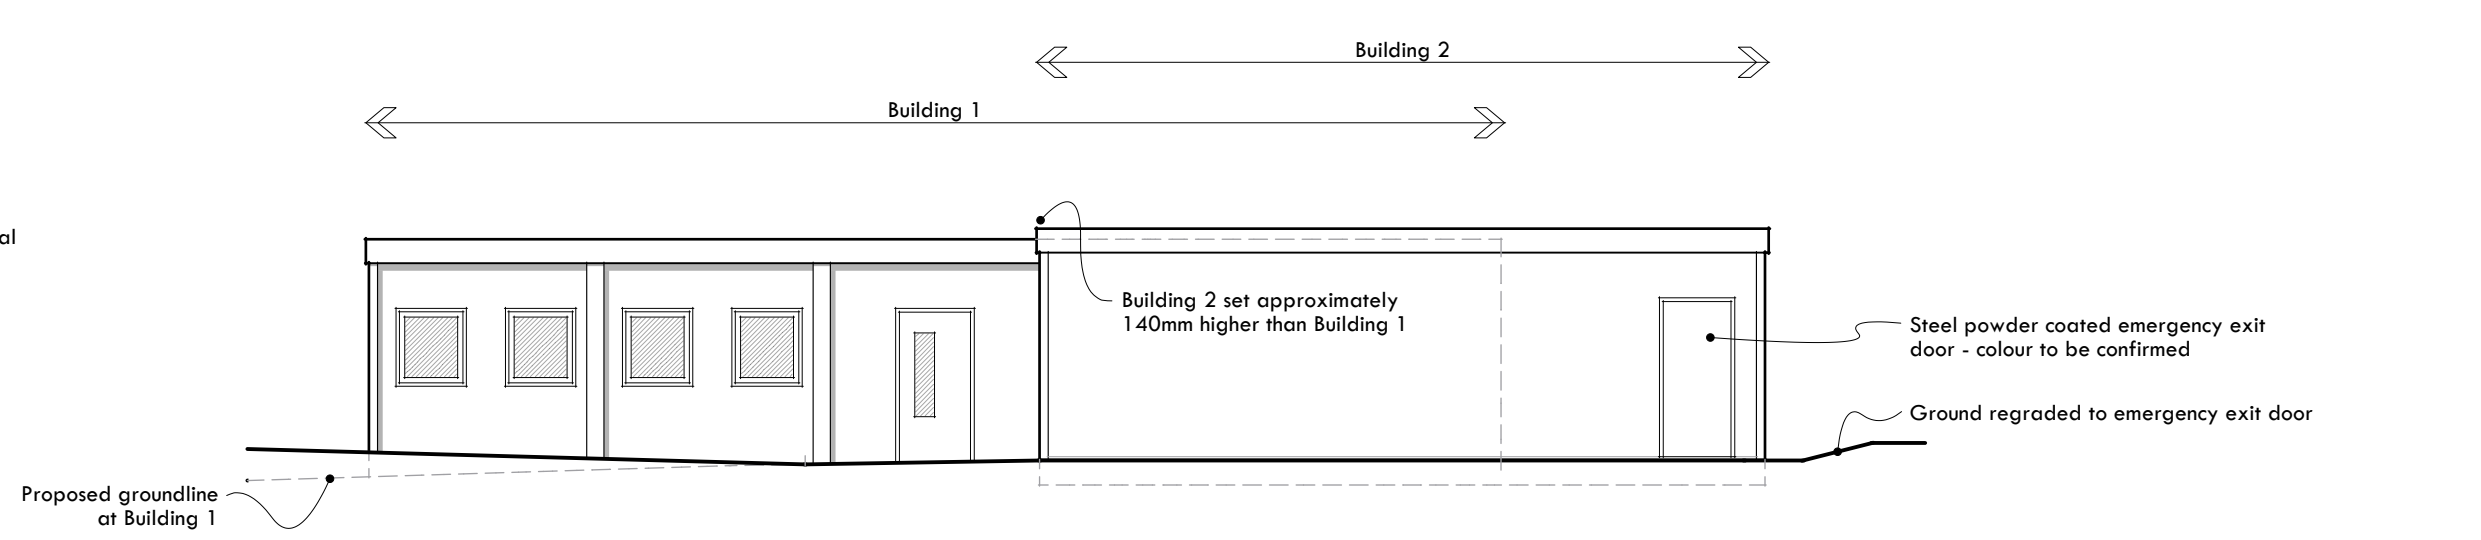 Building 2
Building 1
al
Building 2 set approximately
140mm higher than Building 1
Steel powder coated emergency exit
door - colour to be confirmed
Ground regraded to emergency exit door
Proposed groundline
at Building 1